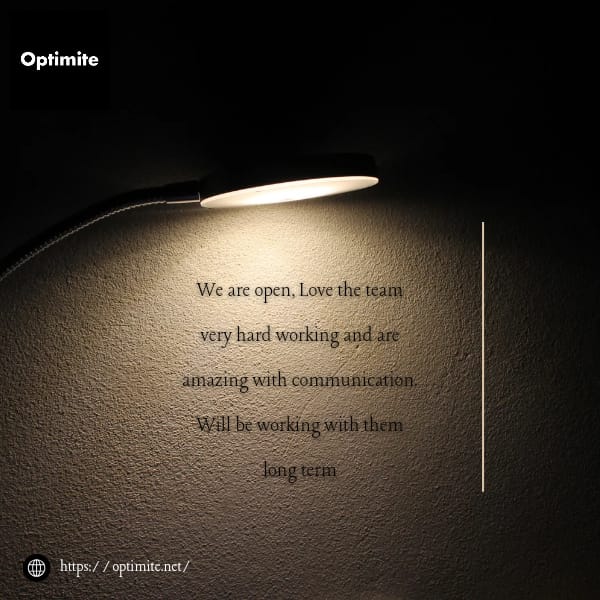 Optimite
We are open, Love the team
very hard working and are
amazing with communication.
Will be working with them
long term
https://optimite.net/